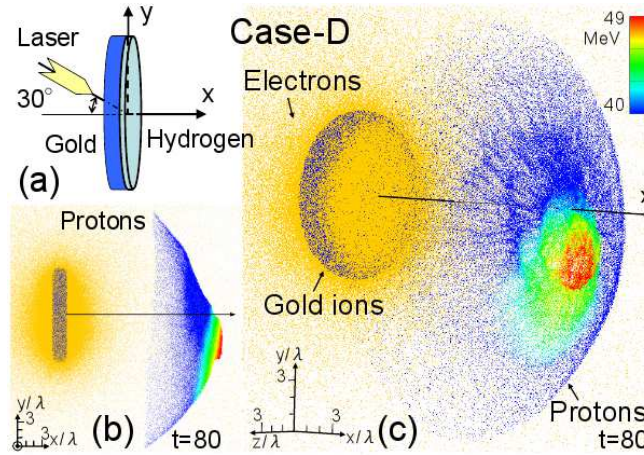 Laser
30°
y
x
Gold
Hydrogen
(a)
Case-D
49
MeV
40
Electrons
Gold ions
x
Protons
y/λ
3
3
x/λ
(b)
t=80
y/λ
3
3
3
z/λ
x/λ
(c)
Protons
t=80